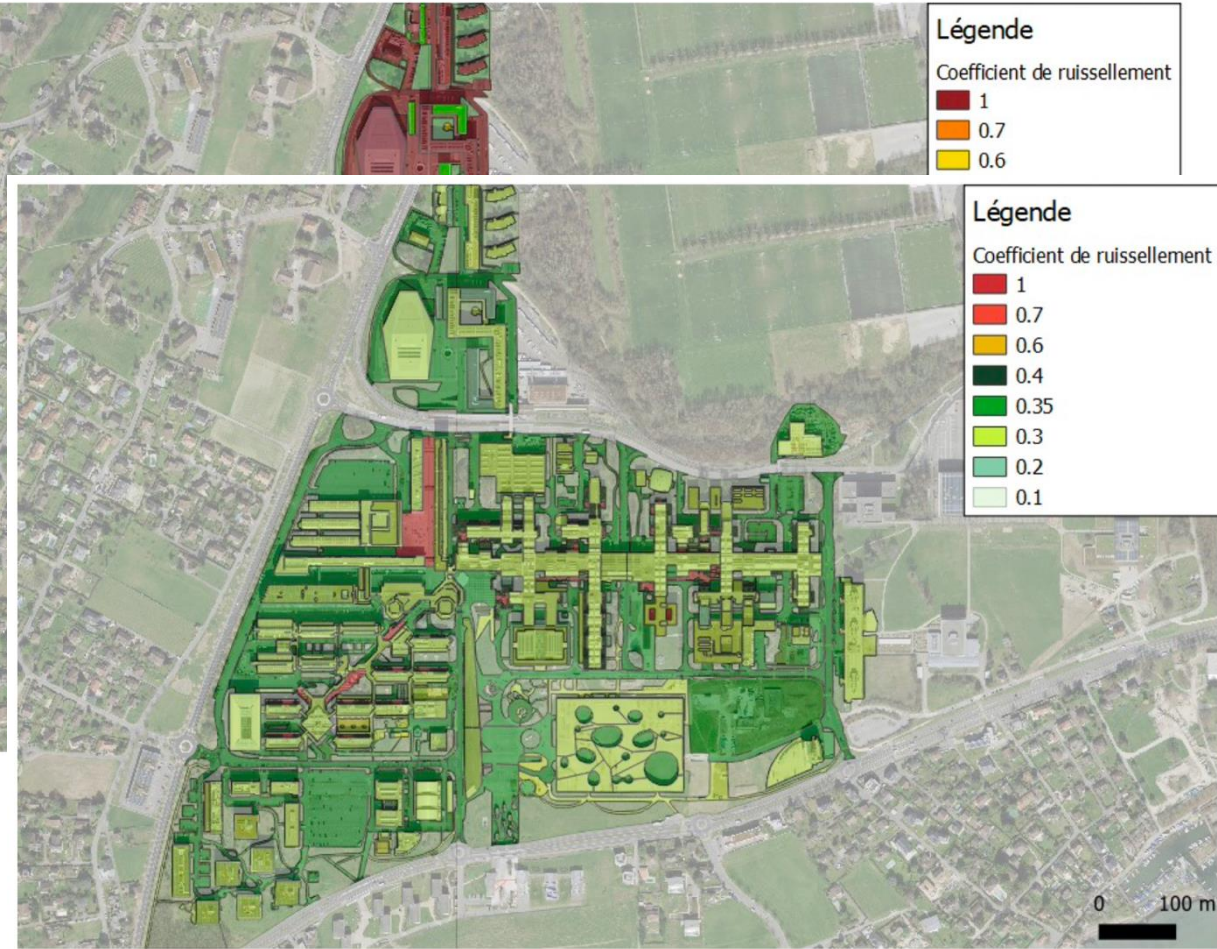 Légende
Coefficient de ruissellement
1
0.7
0.6
Légende
Coefficient de ruissellement
1
0.7
0.6
0.4
0.35
0.3
0.2
0.1
0 100 m